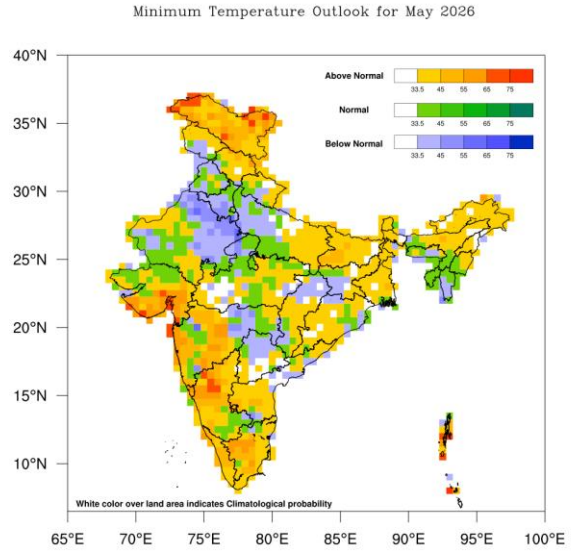 Minimum Temperature Outlook for May 2026
40°N
35°N
30°N
25°N
20°N
15°N
10°N
Above Normal
33.5 45 55 65 75
Normal
33.5 45 55 65 75
Below Normal
33.5 45 55 65 75
White color over land area indicates Climatological probability
65°E 70°E 75°E 80°E 85°E 90°E 95°E 100°E